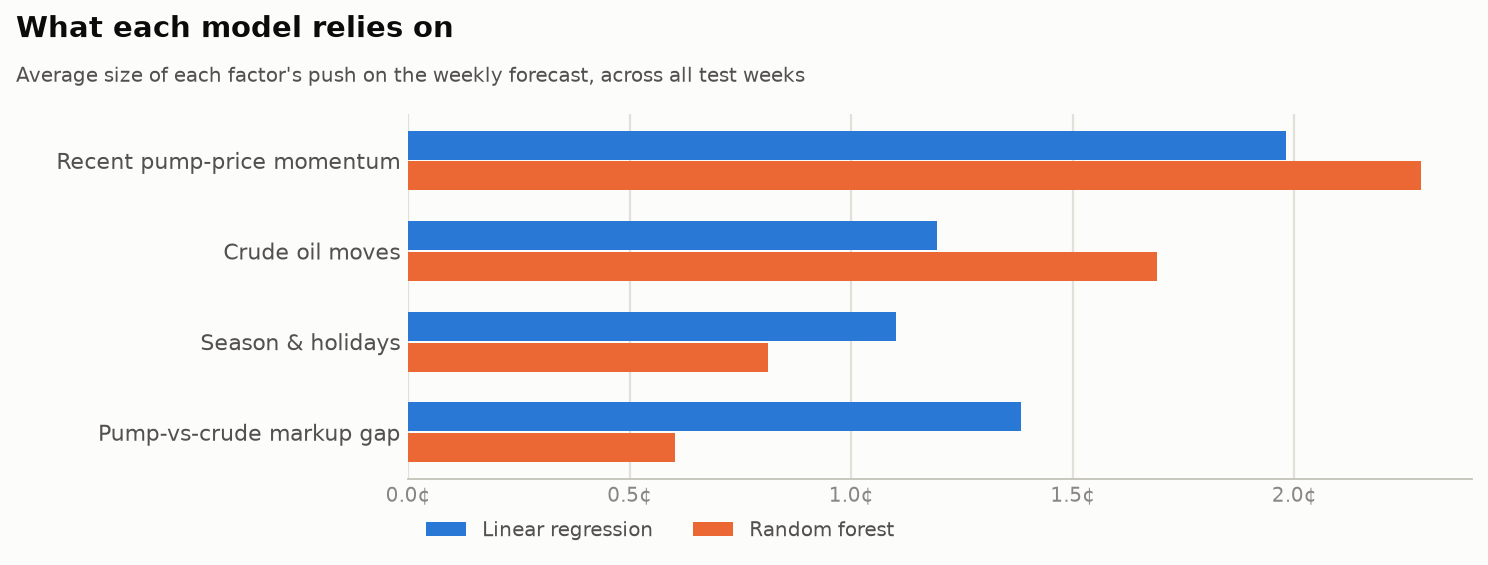 What each model relies on
Average size of each factor's push on the weekly forecast, across all test weeks
Recent pump-price momentum
Crude oil moves
Season & holidays
Pump-vs-crude markup gap
0.0¢ 0.5¢ 1.0¢ 1.5¢ 2.0¢
Linear regression Random forest